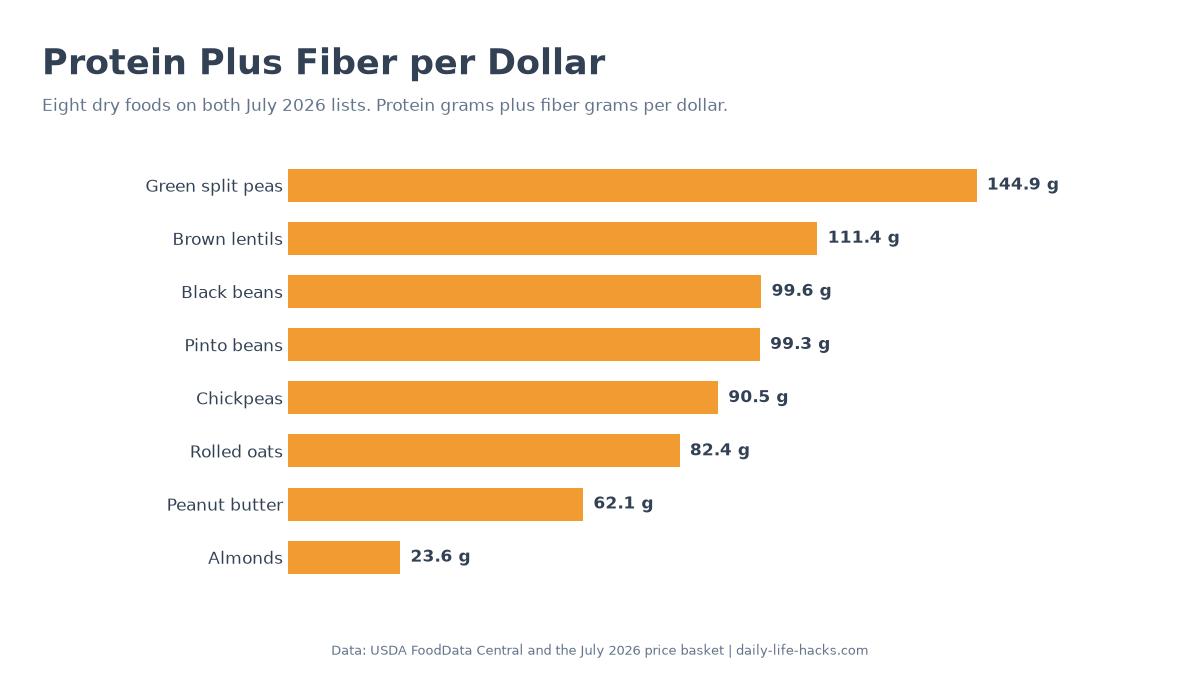 Protein Plus Fiber per Dollar
Eight dry foods on both July 2026 lists. Protein grams plus fiber grams per dollar.
Green split peas 144.9 g
Brown lentils 111.4 g
Black beans 99.6 g
Pinto beans 99.3 g
Chickpeas 90.5 g
Rolled oats 82.4 g
Peanut butter 62.1 g
Almonds 23.6 g
Data: USDA FoodData Central and the July 2026 price basket | daily-life-hacks.com